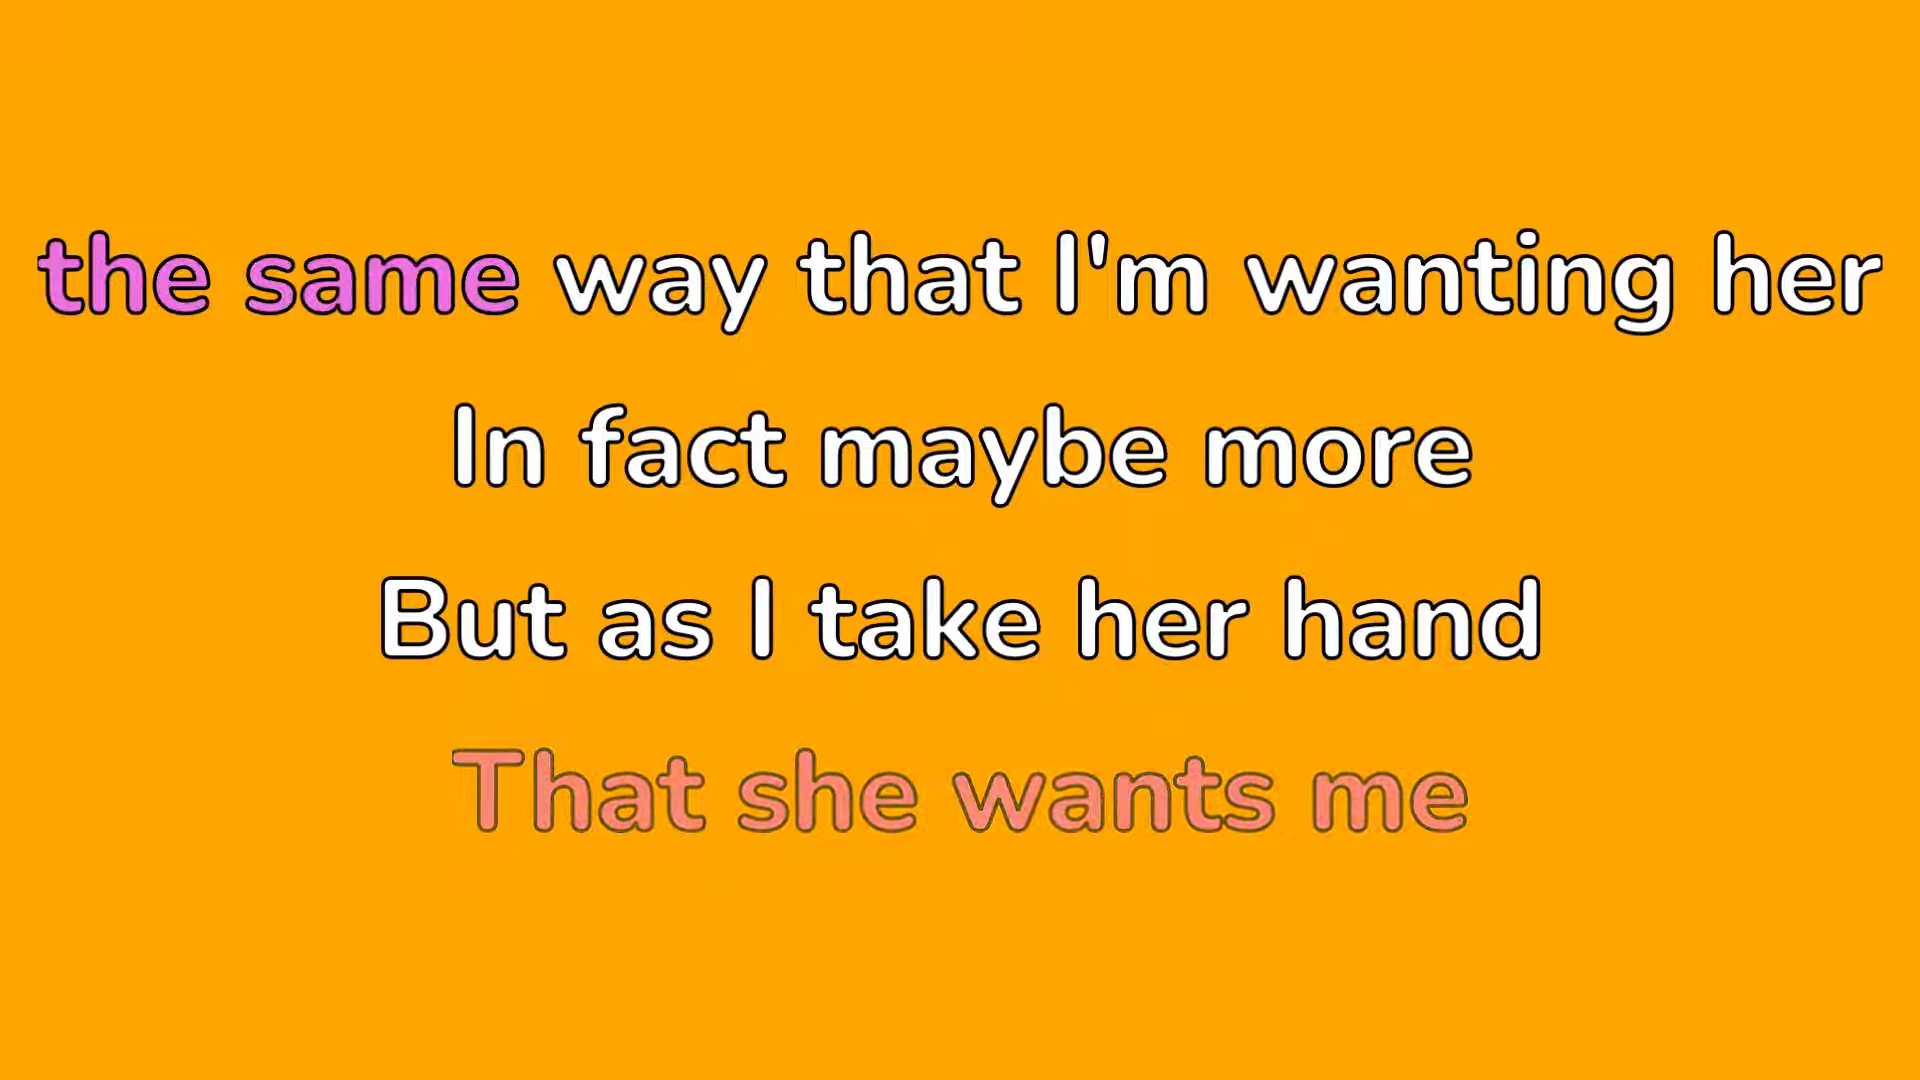 the same way that I'm wanting her
In fact maybe more
But as I take her hand
That she wants me